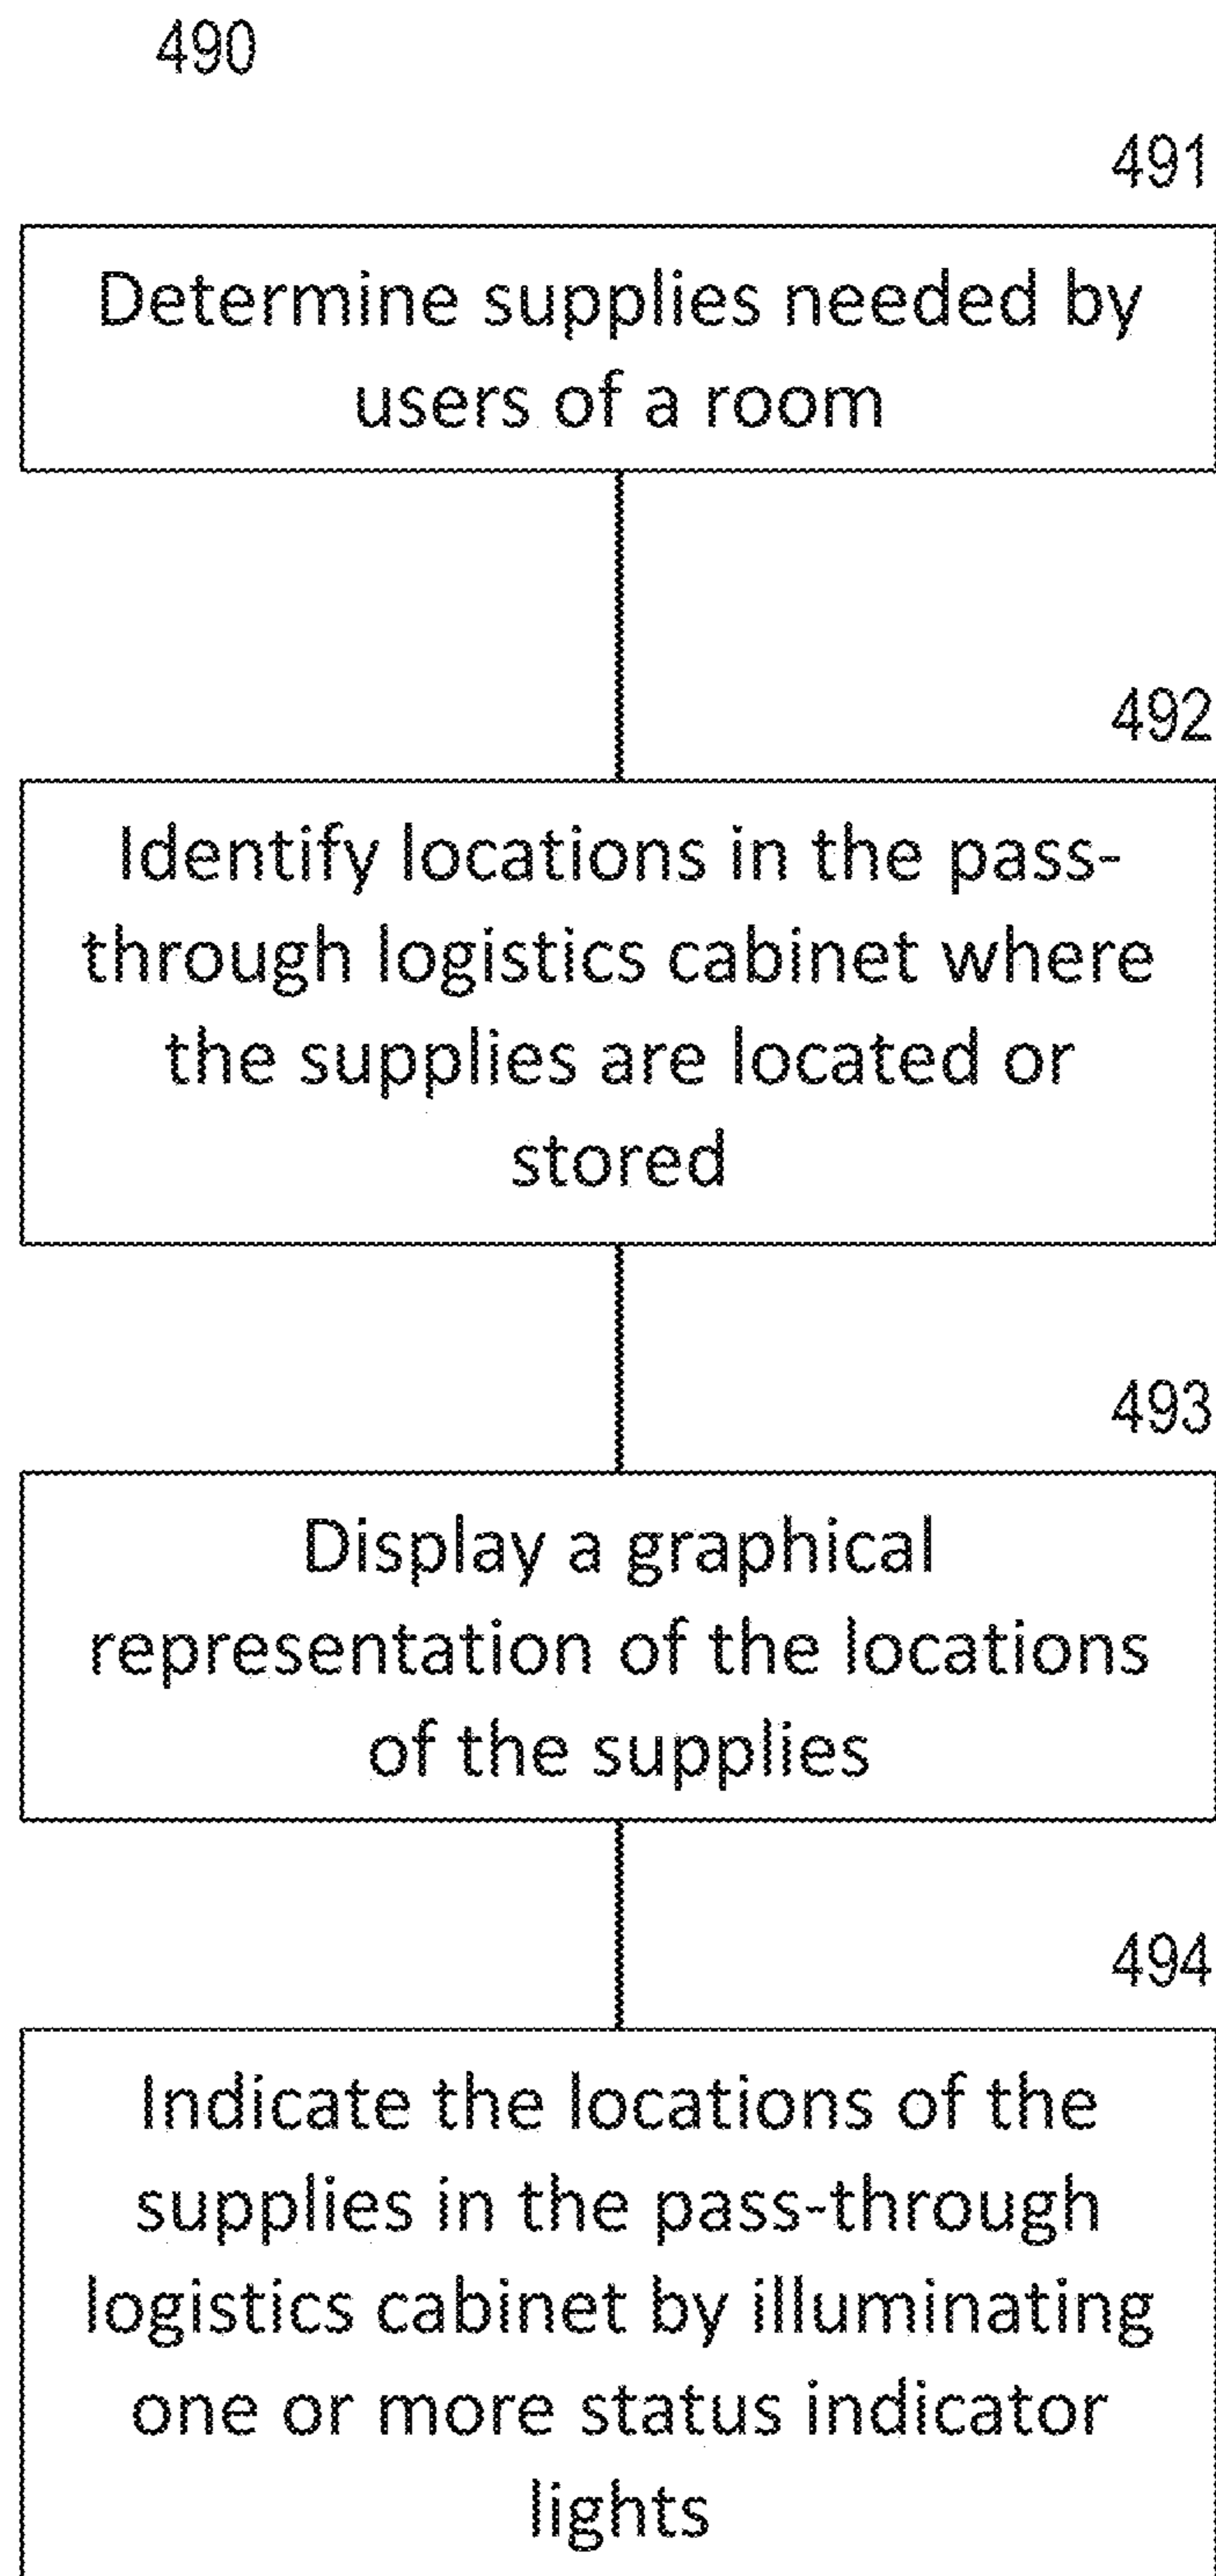 490
491
Determine supplies needed by
users of a room
492
Identify locations in the pass-
through logistics cabinet where
the supplies are located or
stored
493
Display a graphical
representation of the locations
of the supplies
494
Indicate the locations of the
supplies in the pass-through
logistics cabinet by illuminating
one or more status indicator
lights